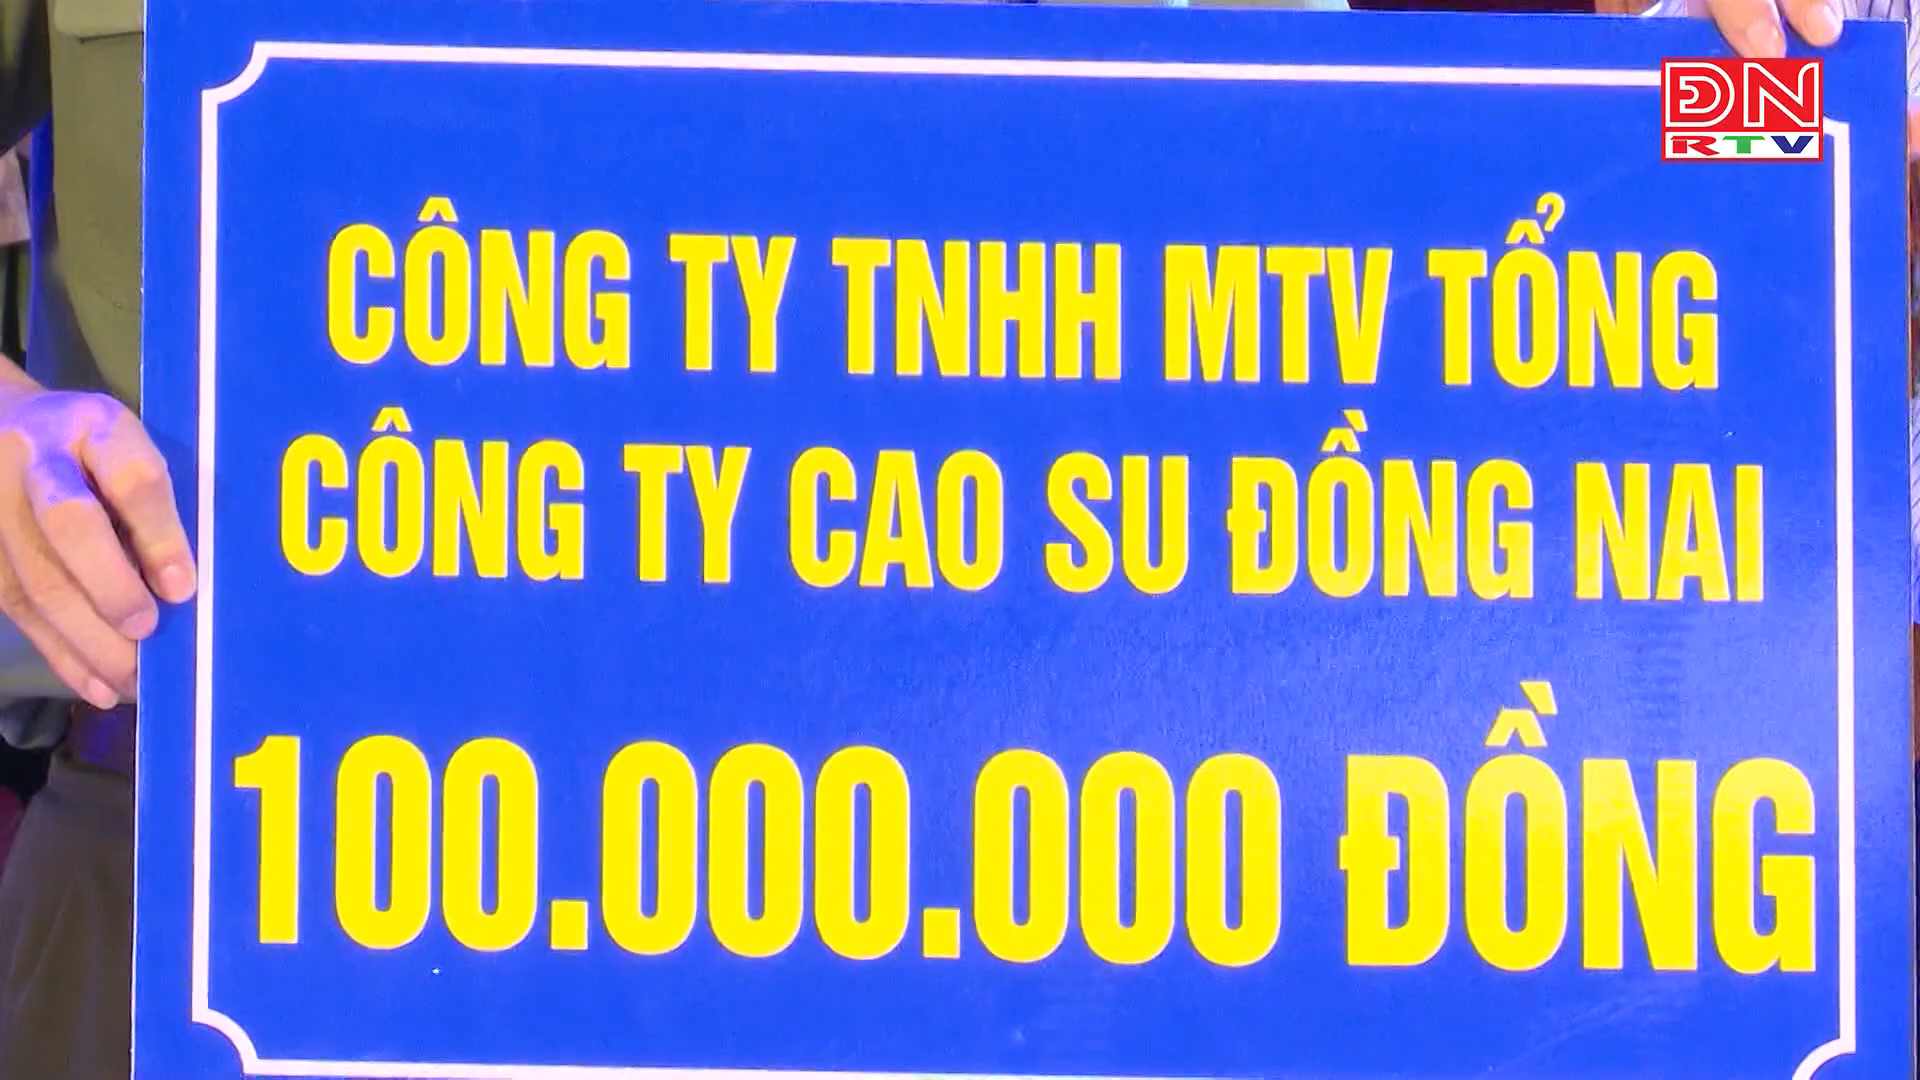 ĐN
RTV
CÔNG TY TNHH MTV TỔNG
CÔNG TY CAO SU ĐỒNG NAI
100.000.000 ĐỒNG